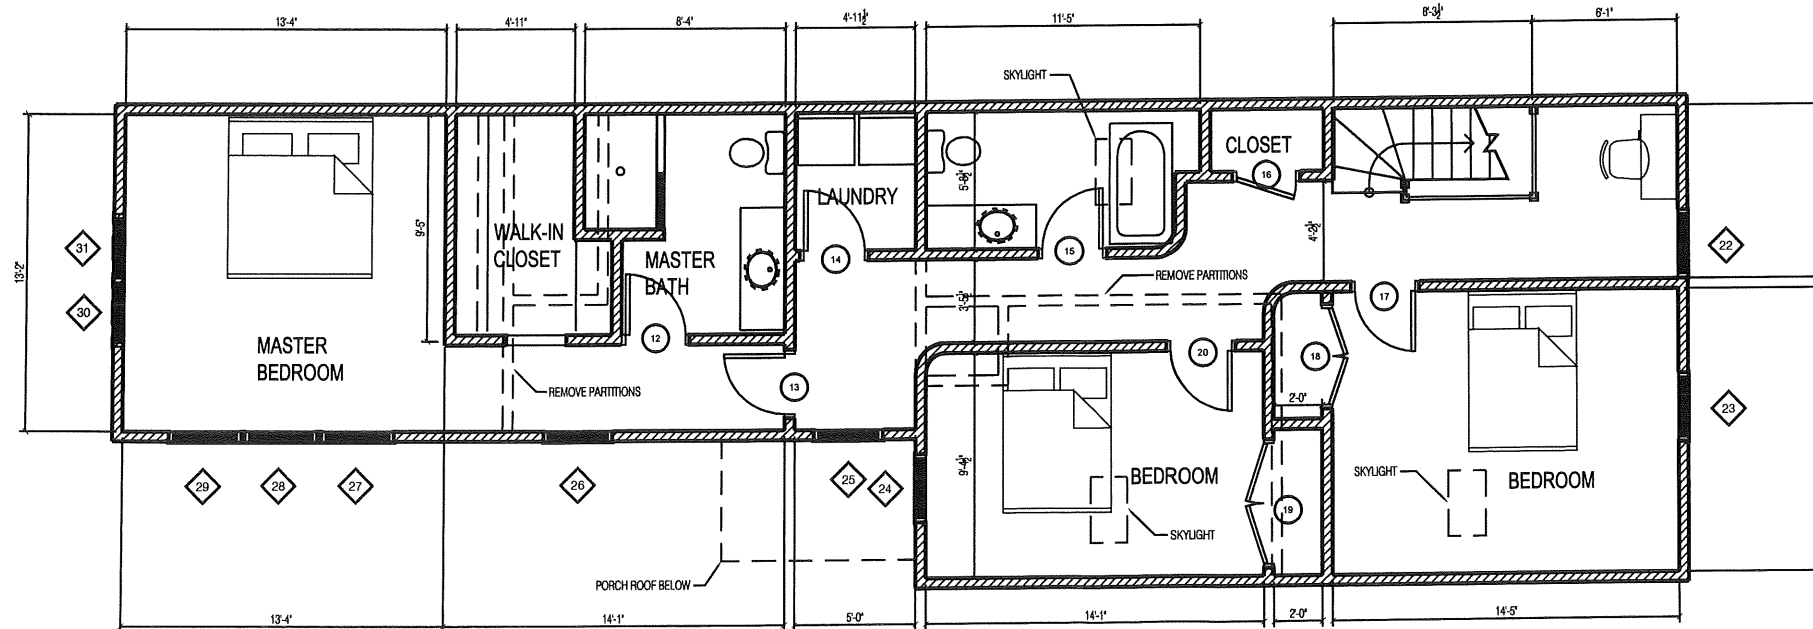 13'-4"
4'-11"
8'-4"
4'-11½"
11'-5"
8'-3½"
6'-1"
SKYLIGHT
CLOSET
16
5'-8½"
LAUNDRY
9'-5"
WALK-IN
CLOSET
MASTER
BATH
31
30
13'-2"
14
15
4'-2½"
22
REMOVE PARTITIONS
17
3'-5½"
12
MASTER
BEDROOM
20
18
13
REMOVE PARTITIONS
2'-0"
23
9'-4½"
BEDROOM
SKYLIGHT
BEDROOM
29
28
27
26
25
24
19
SKYLIGHT
PORCH ROOF BELOW
13'-4"
14'-1"
5'-0"
14'-1"
2'-0"
14'-5"